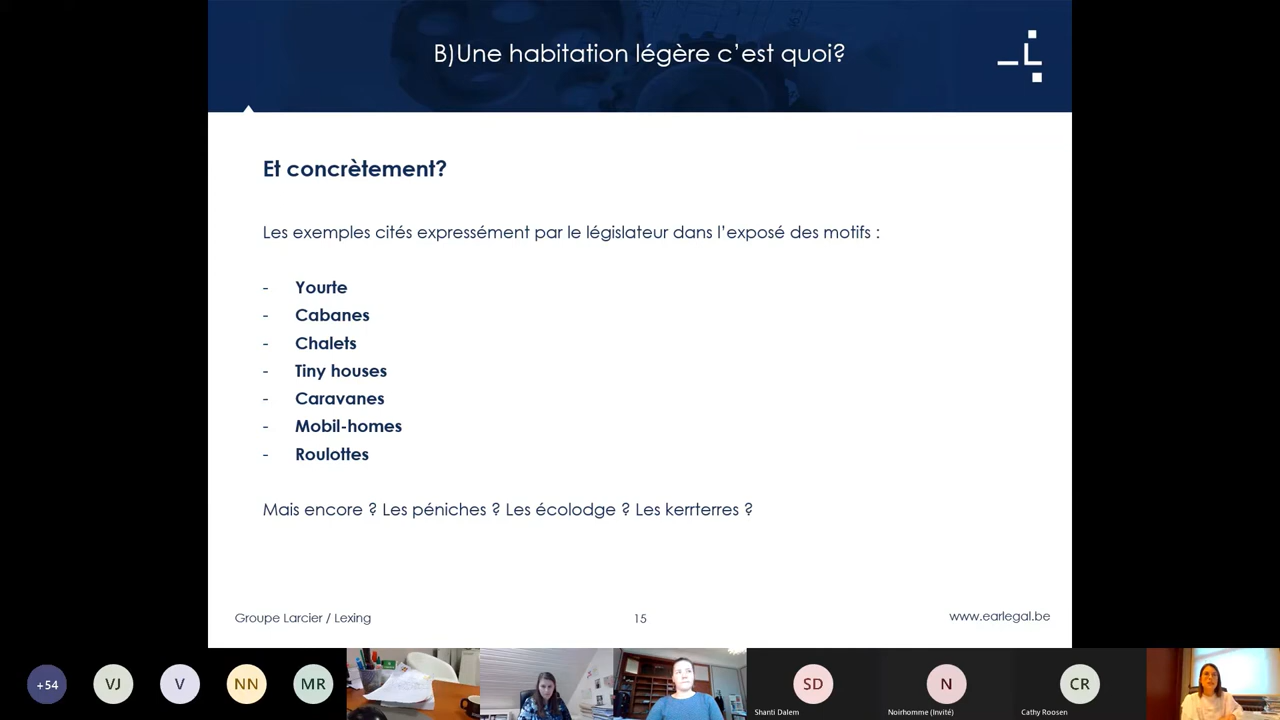 B)Une habitation légère c’est quoi?
Et concrètement?
Les exemples cités expressément par le législateur dans l’exposé des motifs :
- Yourte
- Cabanes
- Chalets
- Tiny houses
- Caravanes
- Mobil-homes
- Roulottes
Mais encore ? Les péniches ? Les écolodge ? Les kerrterres ?
Groupe Larcier / Lexing
15
www.earlegal.be
+54
VJ
V
NN
MR
SD
N
CR
Shanti Dalem
Noirhomme (Invité)
Cathy Roosen